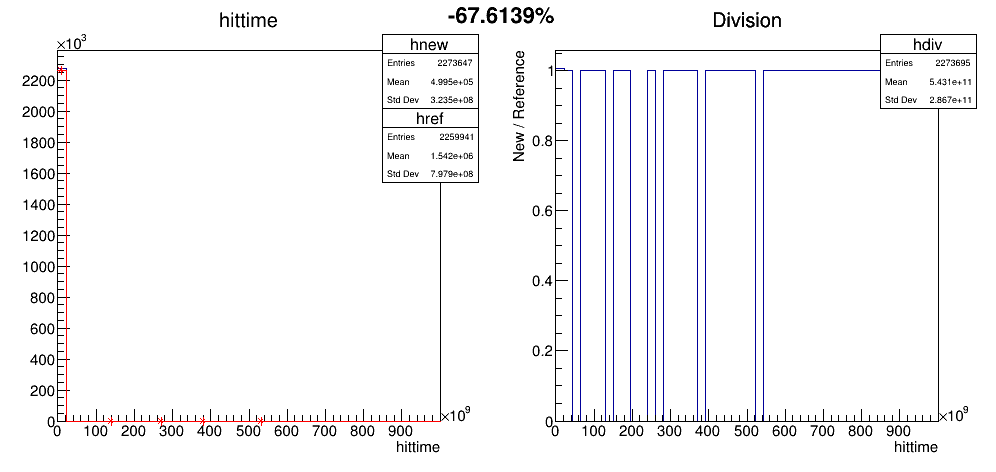 -67.6139%
hittime
×10³
hnew
Entries 2273647
Mean 4.995e+05
Std Dev 3.235e+08
href
Entries 2259941
Mean 1.542e+06
Std Dev 7.979e+08
2200
2000
1800
1600
1400
1200
1000
800
600
400
200
0
0 100 200 300 400 500 600 700 800 900
×10⁹
hittime
Division
hdiv
Entries 2273695
Mean 5.431e+11
Std Dev 2.867e+11
New / Reference
1
0.8
0.6
0.4
0.2
0
0 100 200 300 400 500 600 700 800 900
×10⁹
hittime